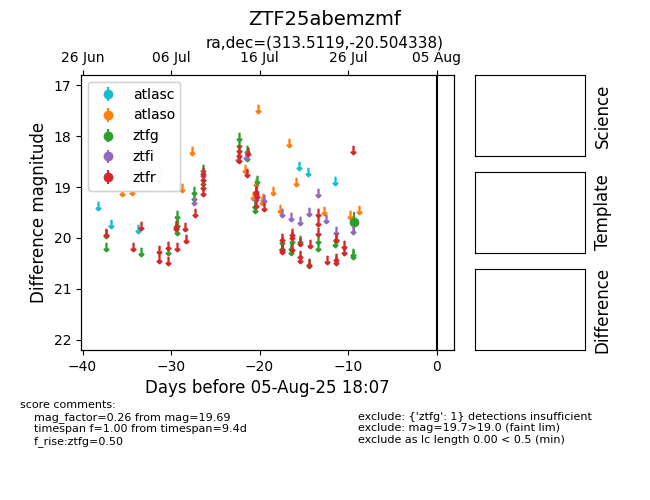 ZTF25abemzmf
ra,dec=(313.5119,-20.504338)
26 Jun 06 Jul 16 Jul 26 Jul 05 Aug
17
18
19
20
21
22
Difference magnitude
atlasc
atlaso
ztfg
ztfi
ztfr
−40 −30 −20 −10 0
Days before 05-Aug-25 18:07
Science
Template
Difference
score comments:
mag_factor=0.26 from mag=19.69
timespan f=1.00 from timespan=9.4d
f_rise:ztfg=0.50
exclude: {'ztfg': 1} detections insufficient
exclude: mag=19.7>19.0 (faint lim)
exclude as lc length 0.00 < 0.5 (min)